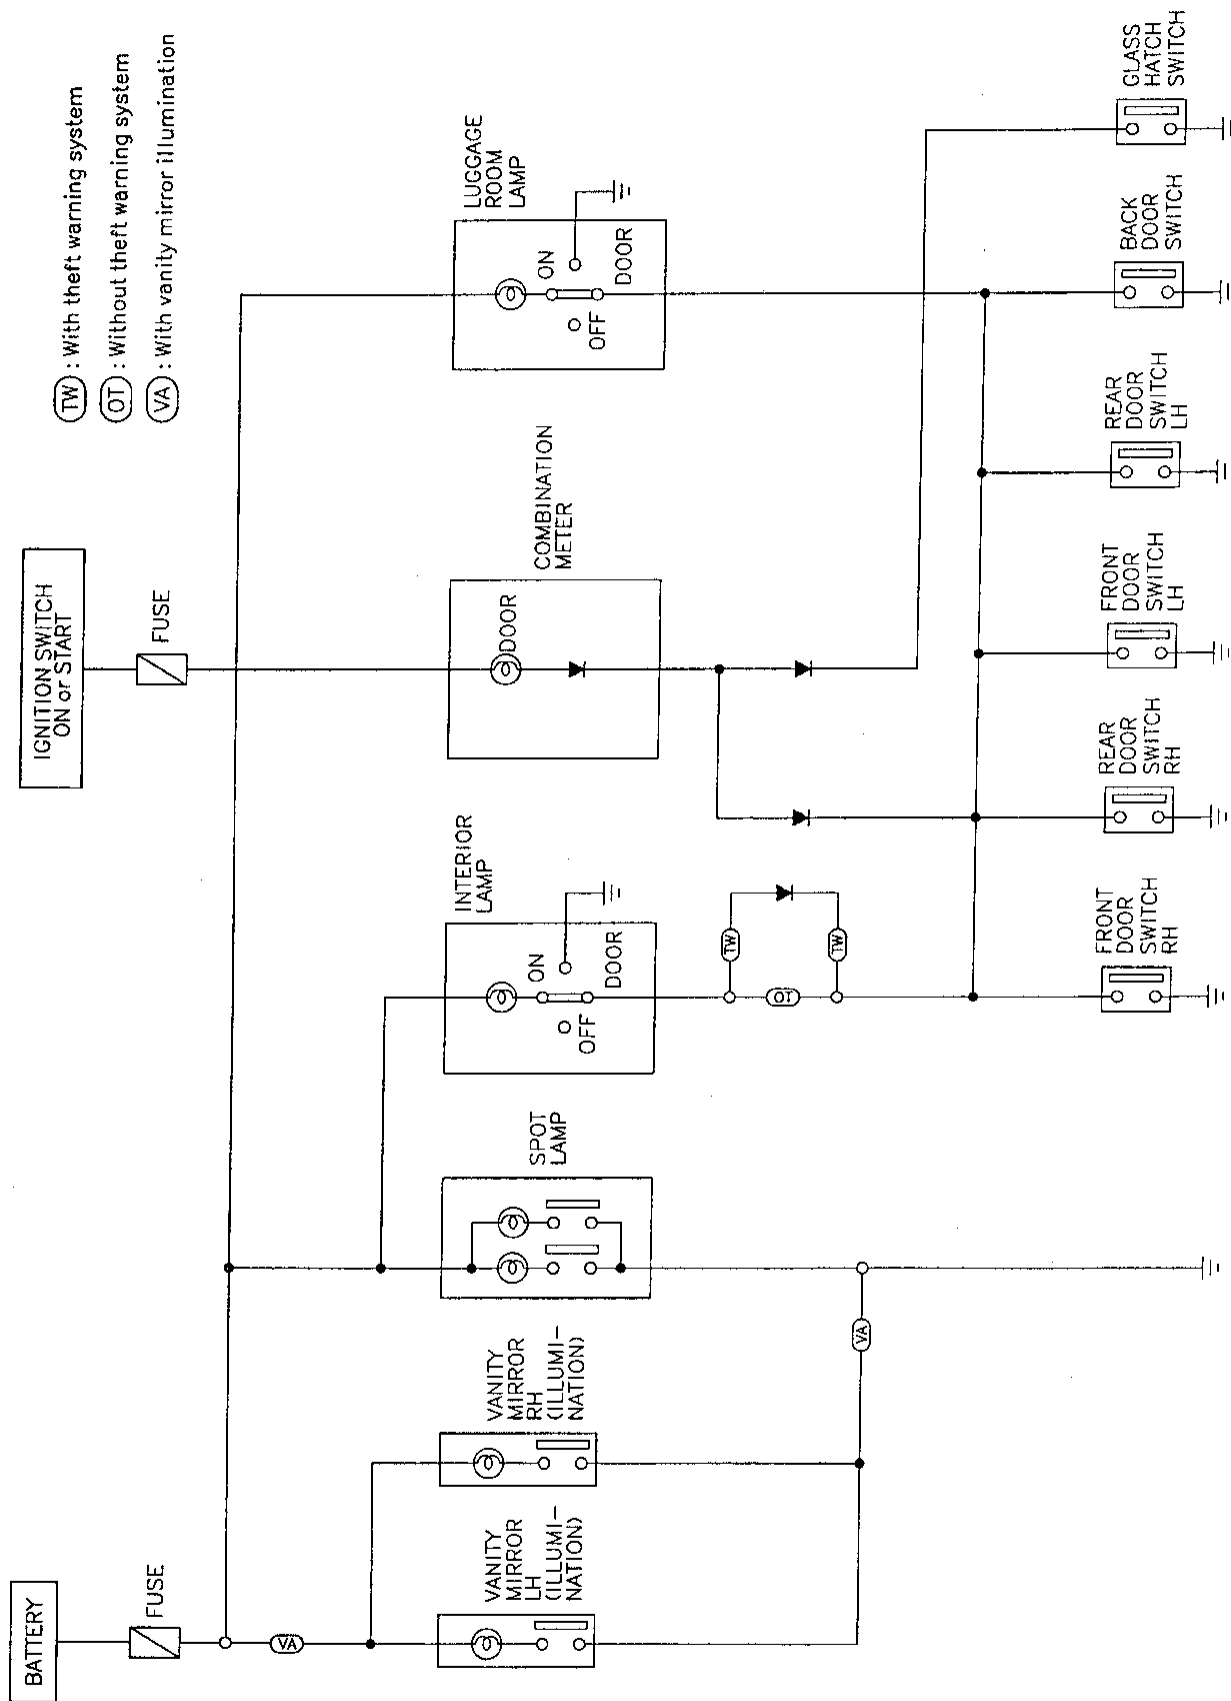 BATTERY
FUSE
IGNITION SWITCH
ON or START
FUSE
TW : With theft warning system
OT : Without theft warning system
VA : With vanity mirror illumination
VA
VANITY
MIRROR
LH
(ILLUMI-
NATION)
VANITY
MIRROR
RH
(ILLUMI-
NATION)
SPOT
LAMP
INTERIOR
LAMP
ON
OFF
DOOR
COMBINATION
METER
DOOR
LUGGAGE
ROOM
LAMP
ON
OFF
DOOR
VA
OT
TW
TW
FRONT
DOOR
SWITCH
RH
REAR
DOOR
SWITCH
RH
FRONT
DOOR
SWITCH
LH
REAR
DOOR
SWITCH
LH
BACK
DOOR
SWITCH
GLASS
HATCH
SWITCH